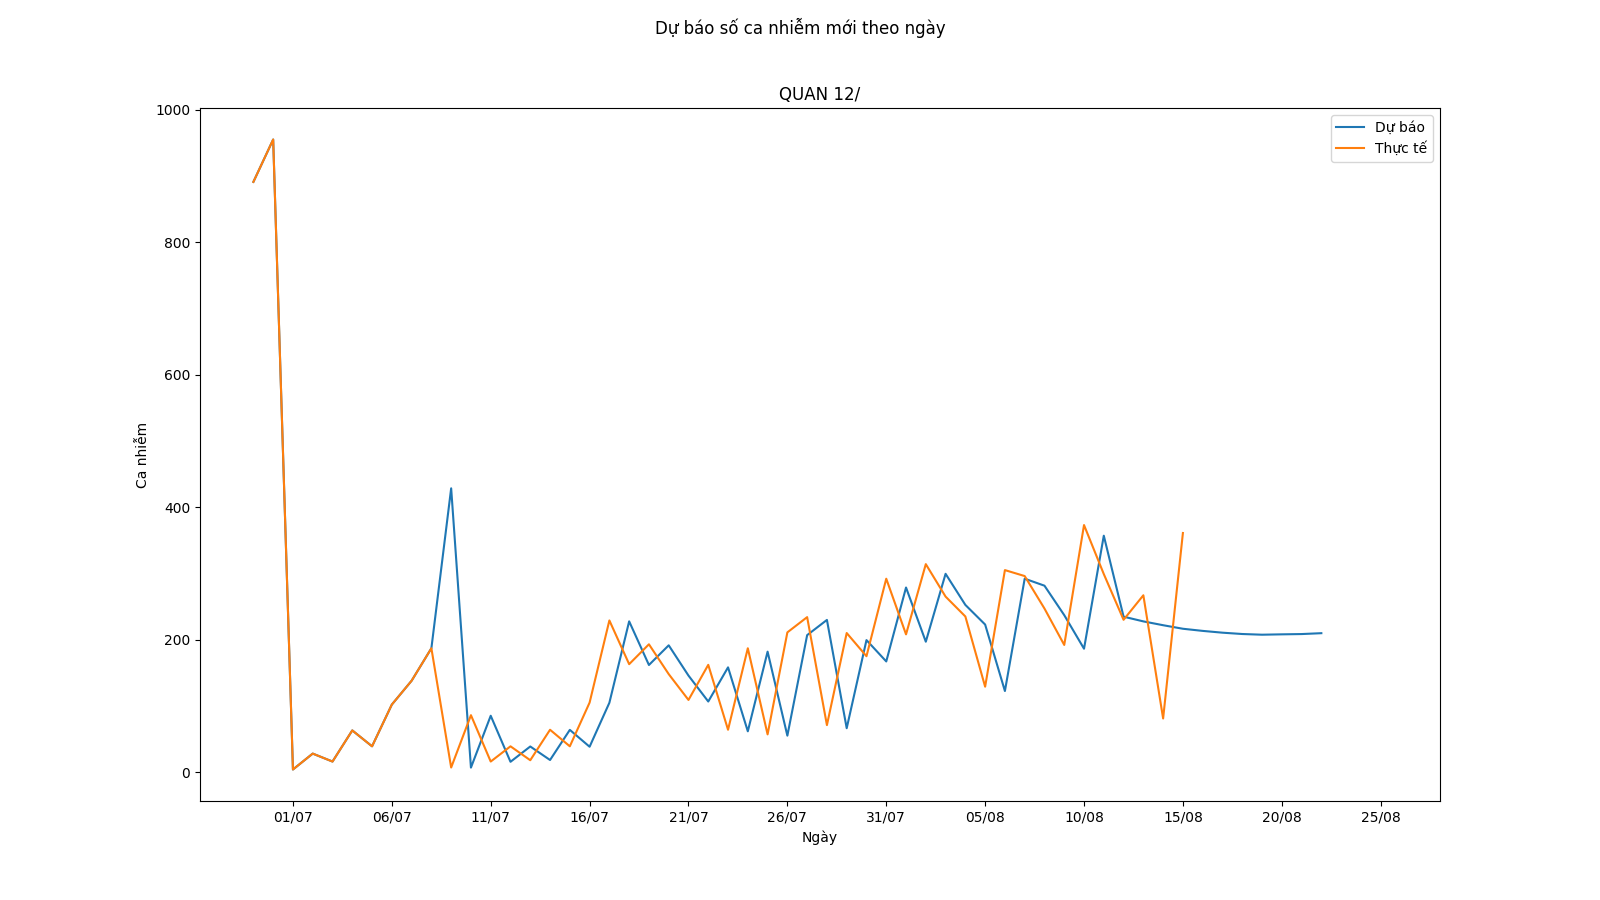 Dự báo số ca nhiễm mới theo ngày
QUAN 12/
Dự báo
Thực tế
1000
800
600
400
200
0
Ca nhiễm
01/07 06/07 11/07 16/07 21/07 26/07 31/07 05/08 10/08 15/08 20/08 25/08
Ngày